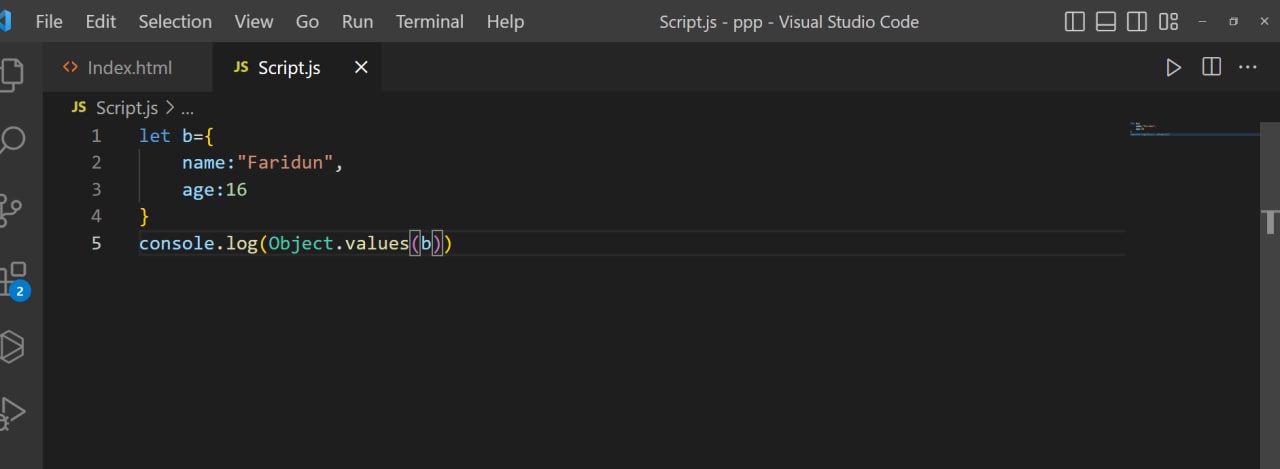 File Edit Selection View Go Run Terminal Help Script.js - ppp - Visual Studio Code
<> Index.html JS Script.js
JS Script.js > ...
1 let b={
2 name:"Faridun",
3 age:16
4 }
5 console.log(Object.values(b))
2